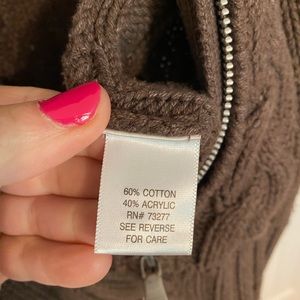 60% COTTON
40% ACRYLIC
RN# 73277
SEE REVERSE
FOR CARE